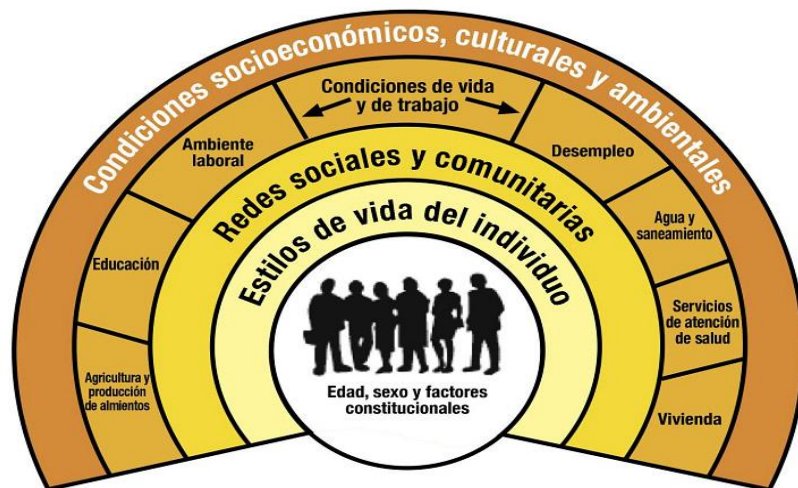 Condiciones socioeconómicos, culturales y ambientales
Condiciones de vida
y de trabajo
Ambiente
laboral
Desempleo
Educación
Agua y
saneamiento
Agricultura y
producción
de almientos
Servicios
de atención
de salud
Vivienda
Redes sociales y comunitarias
Estilos de vida del individuo
Edad, sexo y factores
constitucionales